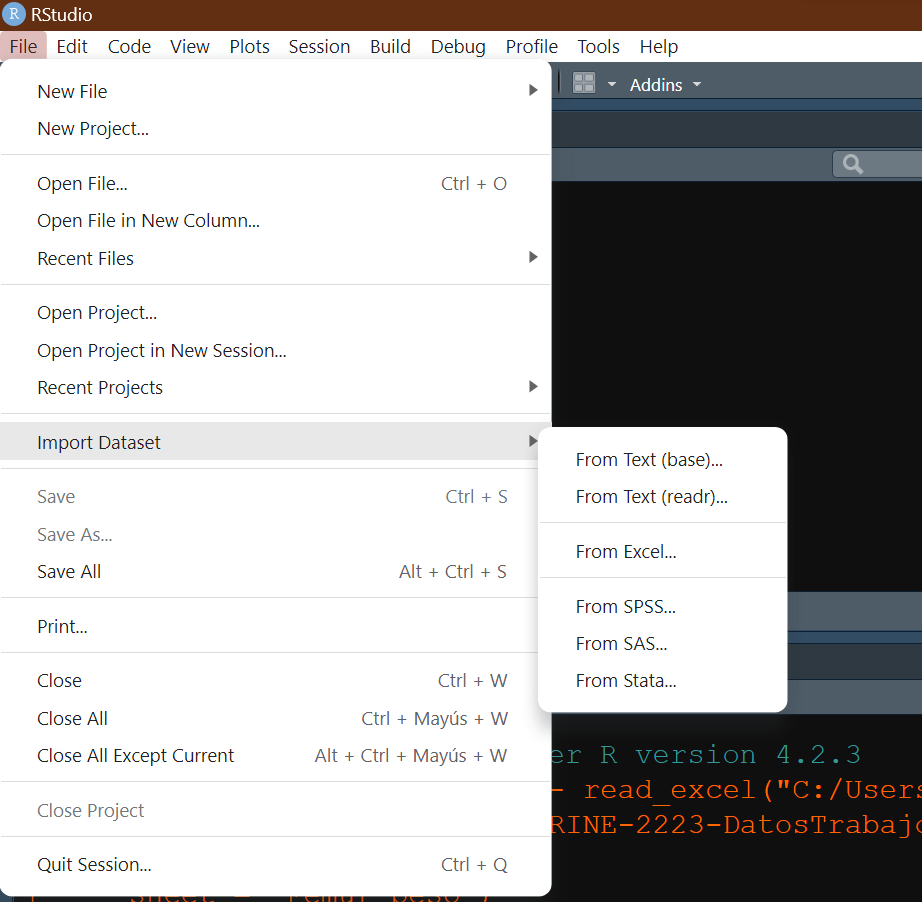 RStudio
File Edit Code View Plots Session Build Debug Profile Tools Help
Addins
New File
New Project...
Open File... Ctrl + O
Open File in New Column...
Recent Files
Open Project...
Open Project in New Session...
Recent Projects
Import Dataset
From Text (base)...
From Text (readr)...
From Excel...
From SPSS...
From SAS...
From Stata...
Save Ctrl + S
Save As...
Save All Alt + Ctrl + S
Print...
Close Ctrl + W
Close All Ctrl + Mayús + W
Close All Except Current Alt + Ctrl + Mayús + W
Close Project
Quit Session... Ctrl + Q
er R version 4.2.3
- read_excel("C:/Users
RINE-2223-DatosTrabajo